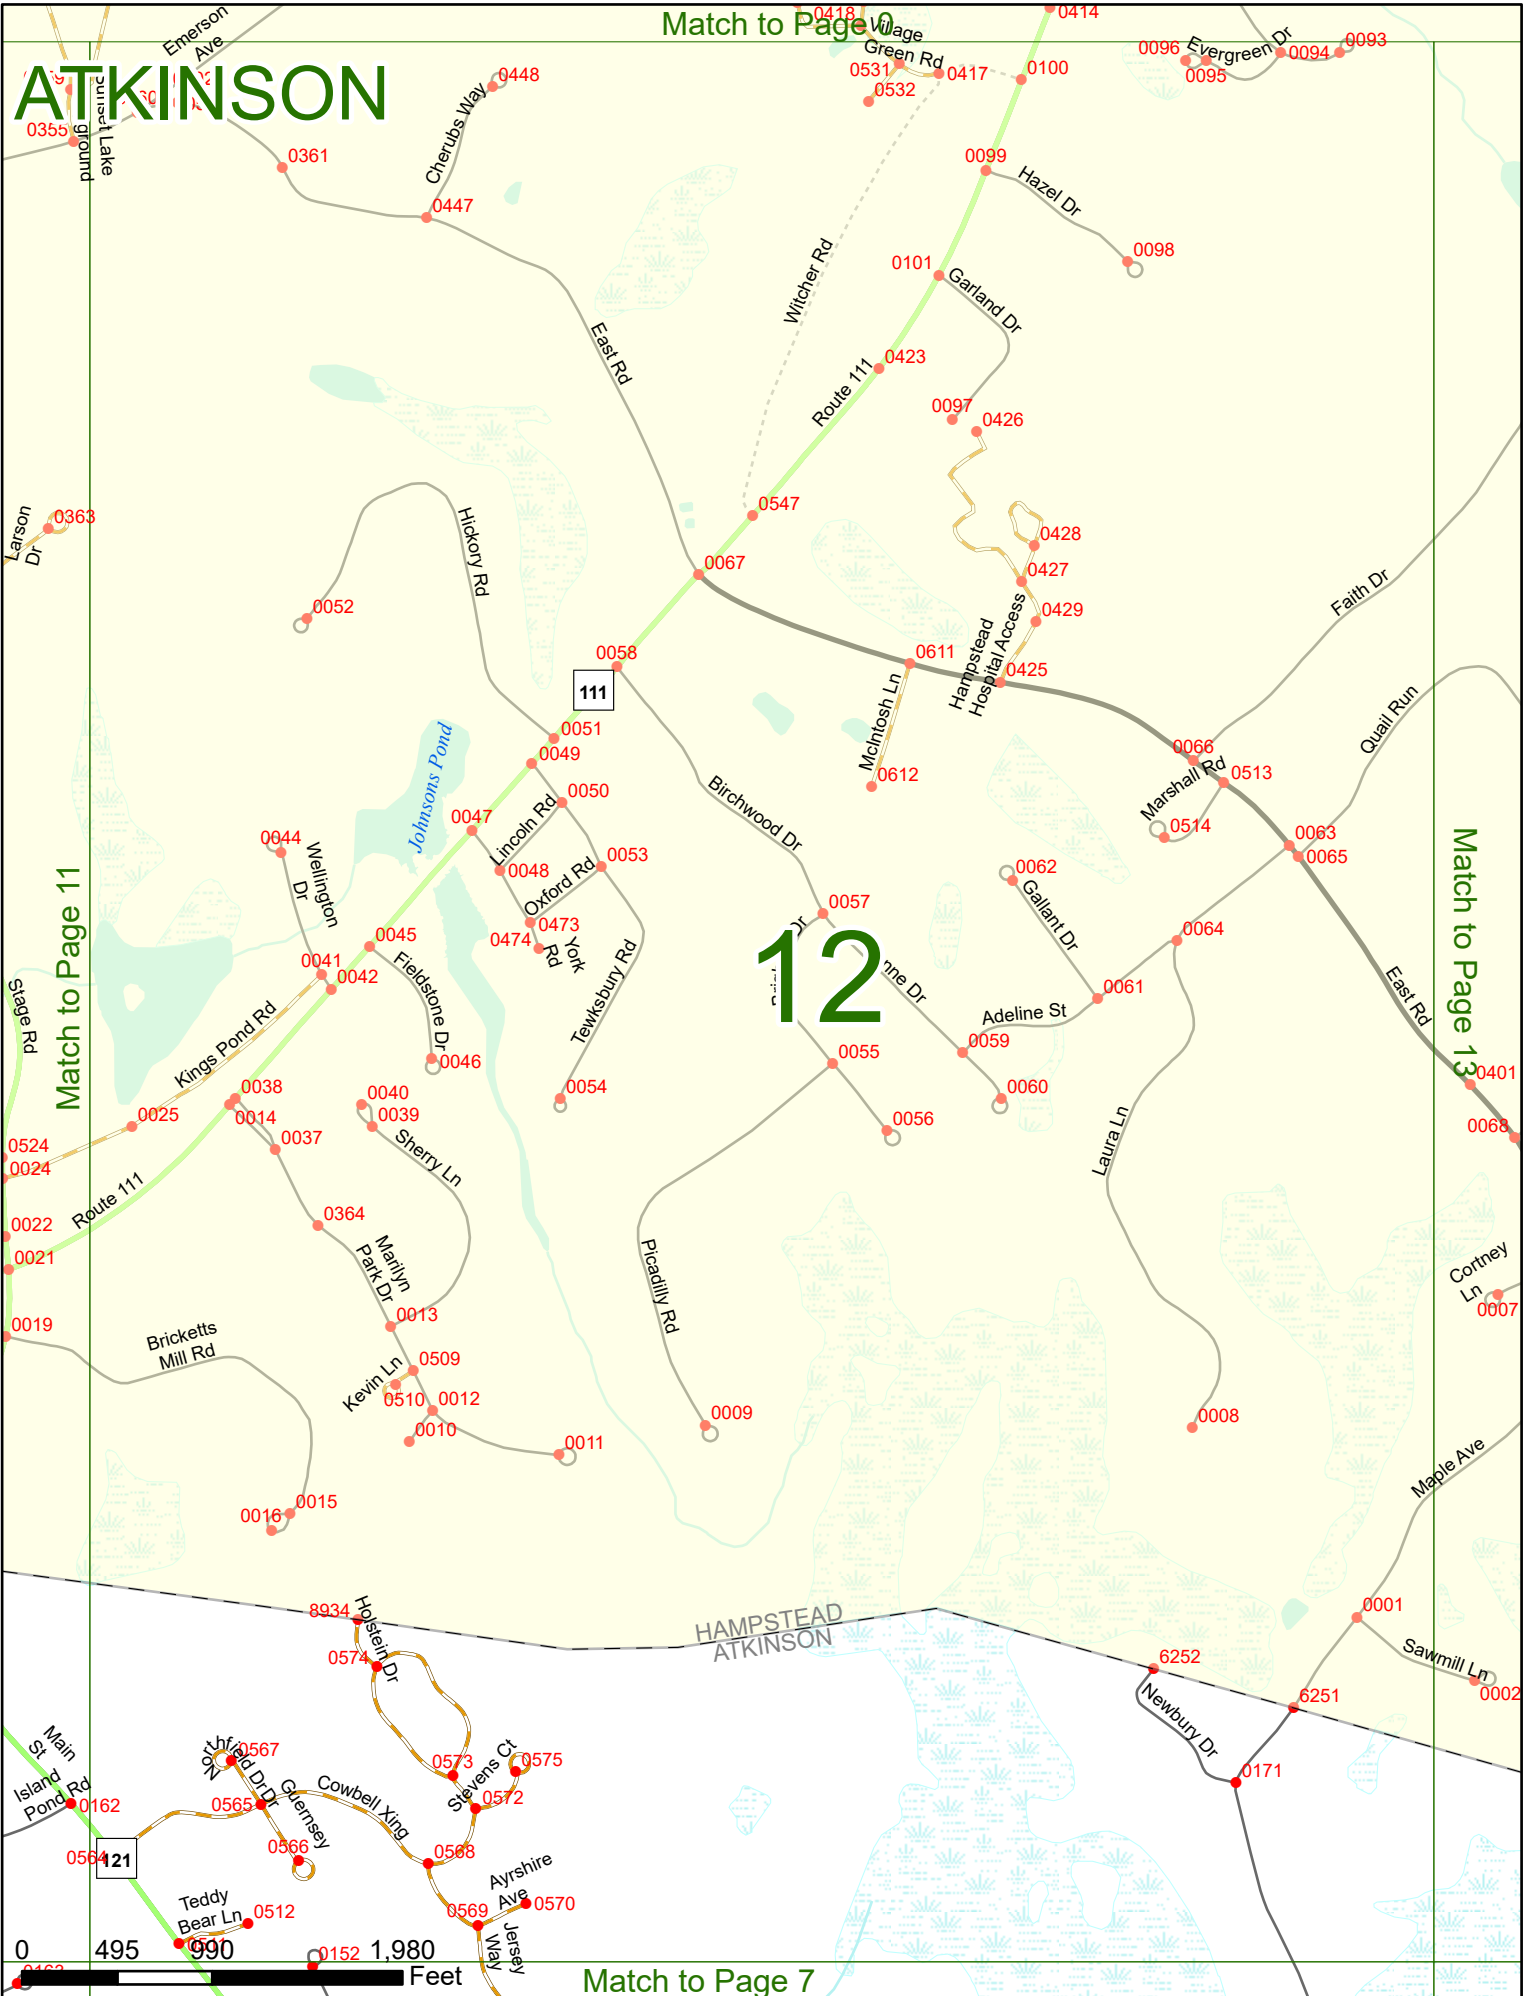 Match to Page 0
0418
Village
Green Rd
0414
Emerson
Ave
ATKINSON
0448
0531
0417
0532
0100
0096
Evergreen Dr
0095
0094
0093
0355
Sunset Lake
ground
0361
Cherubs Way
0447
0099
Hazel Dr
0098
Witcher Rd
0101
Garland Dr
East Rd
0423
Route 111
0097
0426
Larson
Dr
0363
Hickory Rd
0547
0428
0067
0427
Faith Dr
0052
0429
Hampstead
Hospital Access
0058
0611
0425
111
McIntosh Ln
Quail Run
Johnsons Pond
0051
0049
0066
Marshall Rd
0513
0612
0050
Birchwood Dr
0514
0047
Lincoln Rd
0044
Wellington
Dr
0048
0053
0063
0065
0062
Gallant Dr
Oxford Rd
0057
Dr
Match to Page 11
Match to Page 13
0473
0474
York
Rd
0045
0064
12
nne Dr
0041
0042
Fieldstone Dr
Tewksbury Rd
Stage Rd
Kings Pond Rd
0061
Adeline St
East Rd
0046
0059
0055
0038
0014
0040
0039
0054
0060
0401
0025
0056
0068
0524
0024
0037
Sherry Ln
Laura Ln
Route 111
0022
0364
0021
Marilyn
Park Dr
Picadilly Rd
Cortney
Ln
0007
0019
Bricketts
Mill Rd
0013
Kevin Ln
0509
0510
0012
0010
0011
0009
0008
Maple Ave
0015
0016
8934
Holstein Dr
HAMPSTEAD
ATKINSON
0001
Sawmill Ln
0002
0574
6252
6251
Newbury Dr
Main
St
Island
Pond Rd
0162
Northfield Dr
0567
0573
0575
Stevens Ct
0171
0565
Dr
Guernsey
Cowbell Xing
0572
0566
0564
121
0568
Ayrshire
Ave
0570
Teddy
Bear Ln
0512
0511
0569
Jersey
Way
0152
0163
0
495
990
1,980
Feet
Match to Page 7